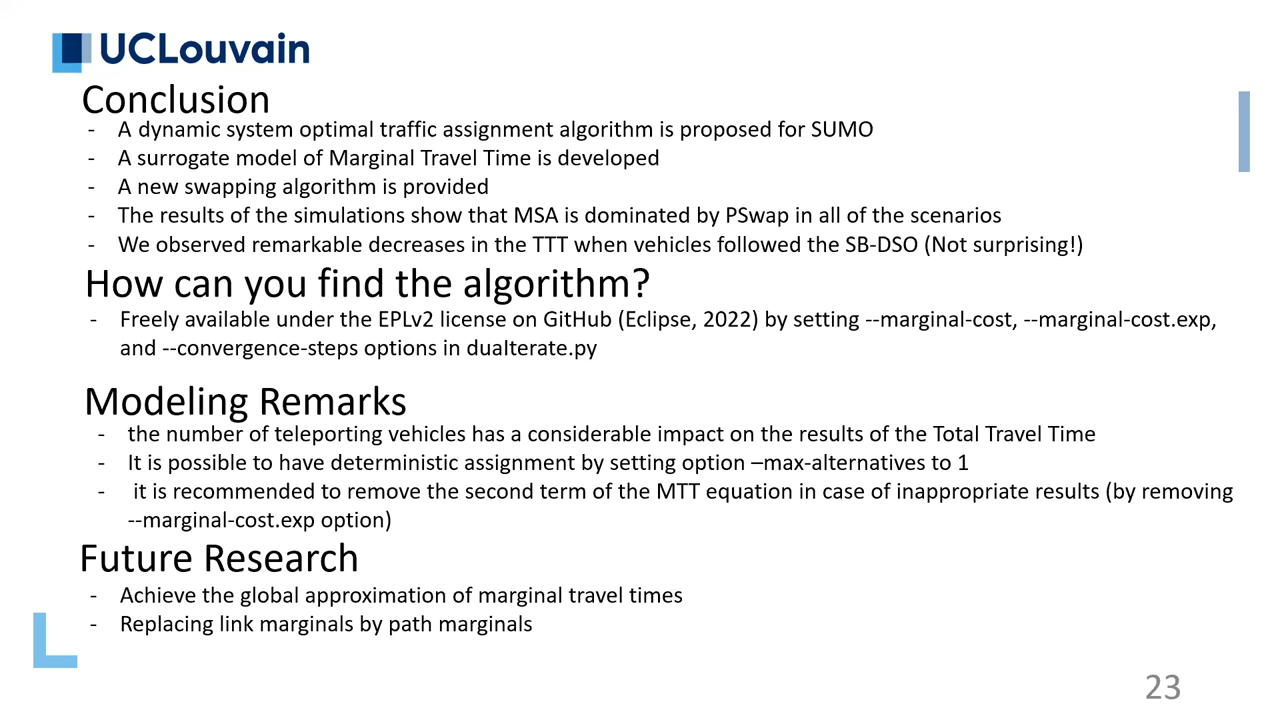 UCLouvain
Conclusion
- A dynamic system optimal traffic assignment algorithm is proposed for SUMO
- A surrogate model of Marginal Travel Time is developed
- A new swapping algorithm is provided
- The results of the simulations show that MSA is dominated by PSwap in all of the scenarios
- We observed remarkable decreases in the TTT when vehicles followed the SB-DSO (Not surprising!)
How can you find the algorithm?
- Freely available under the EPLv2 license on GitHub (Eclipse, 2022) by setting --marginal-cost, --marginal-cost.exp,
and --convergence-steps options in duaIterate.py
Modeling Remarks
- the number of teleporting vehicles has a considerable impact on the results of the Total Travel Time
- It is possible to have deterministic assignment by setting option –max-alternatives to 1
- it is recommended to remove the second term of the MTT equation in case of inappropriate results (by removing
--marginal-cost.exp option)
Future Research
- Achieve the global approximation of marginal travel times
- Replacing link marginals by path marginals
23